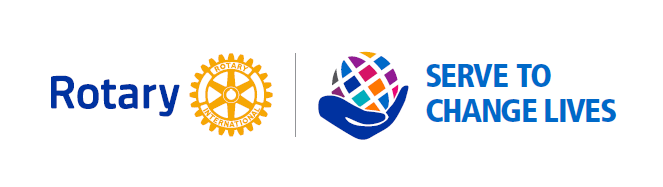 Rotary
ROTARY
INTERNATIONAL
SERVE TO
CHANGE LIVES